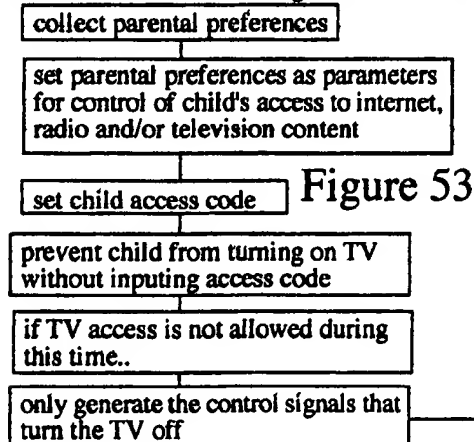 collect parental preferences
set parental preferences as parameters
for control of child's access to internet,
radio and/or television content
set child access code
Figure 53
prevent child from turning on TV
without inputing access code
if TV access is not allowed during
this time..
only generate the control signals that
turn the TV off